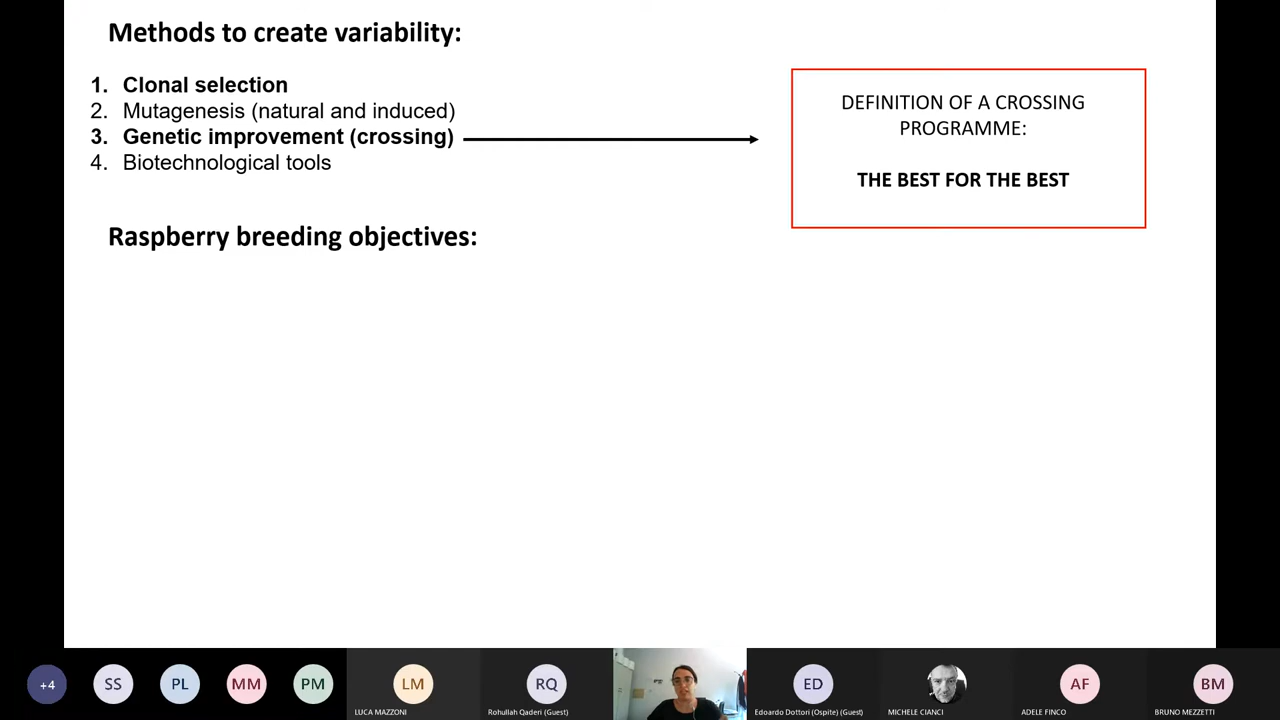 Methods to create variability:
1. Clonal selection
2. Mutagenesis (natural and induced)
3. Genetic improvement (crossing)
4. Biotechnological tools
DEFINITION OF A CROSSING
PROGRAMME:
THE BEST FOR THE BEST
Raspberry breeding objectives:
+4
SS
PL
MM
PM
LM
LUCA MAZZONI
RQ
Rohullah Qaderi (Guest)
ED
Edoardo Dottori (Ospite) (Guest)
MICHELE CIANCI
AF
ADELE FINCO
BM
BRUNO MEZZETTI